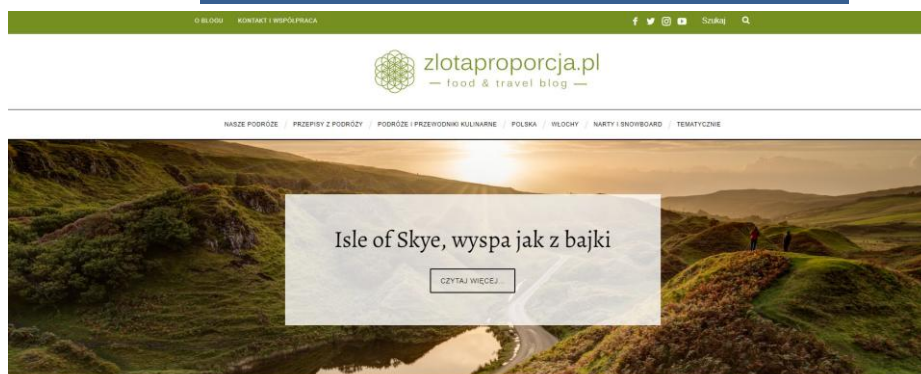 O BLOGU KONTAKT I WSPÓŁPRACA Szukaj
zlotaproporcja.pl
— food & travel blog —
NASZE PODRÓŻE / PRZEPISY Z PODRÓŻY / PODRÓŻE I PRZEWODNIKI KULINARNE / POLSKA / WŁOCHY / NARTY I SNOWBOARD / TEMATYCZNIE
Isle of Skye, wyspa jak z bajki
CZYTAJ WIĘCEJ...